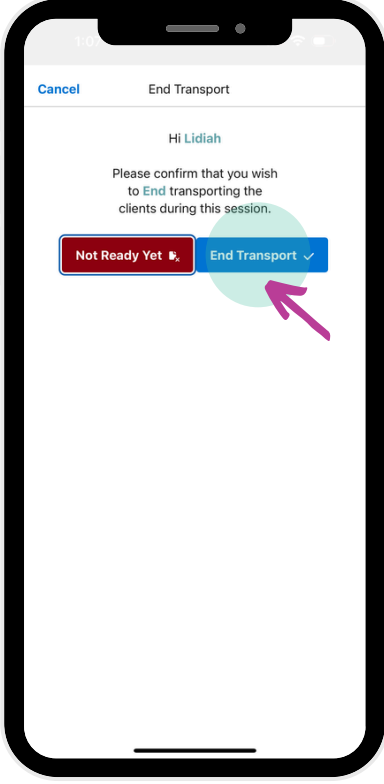 Cancel End Transport
Hi Lidiah
Please confirm that you wish
to End transporting the
clients during this session.
Not Ready Yet End Transport